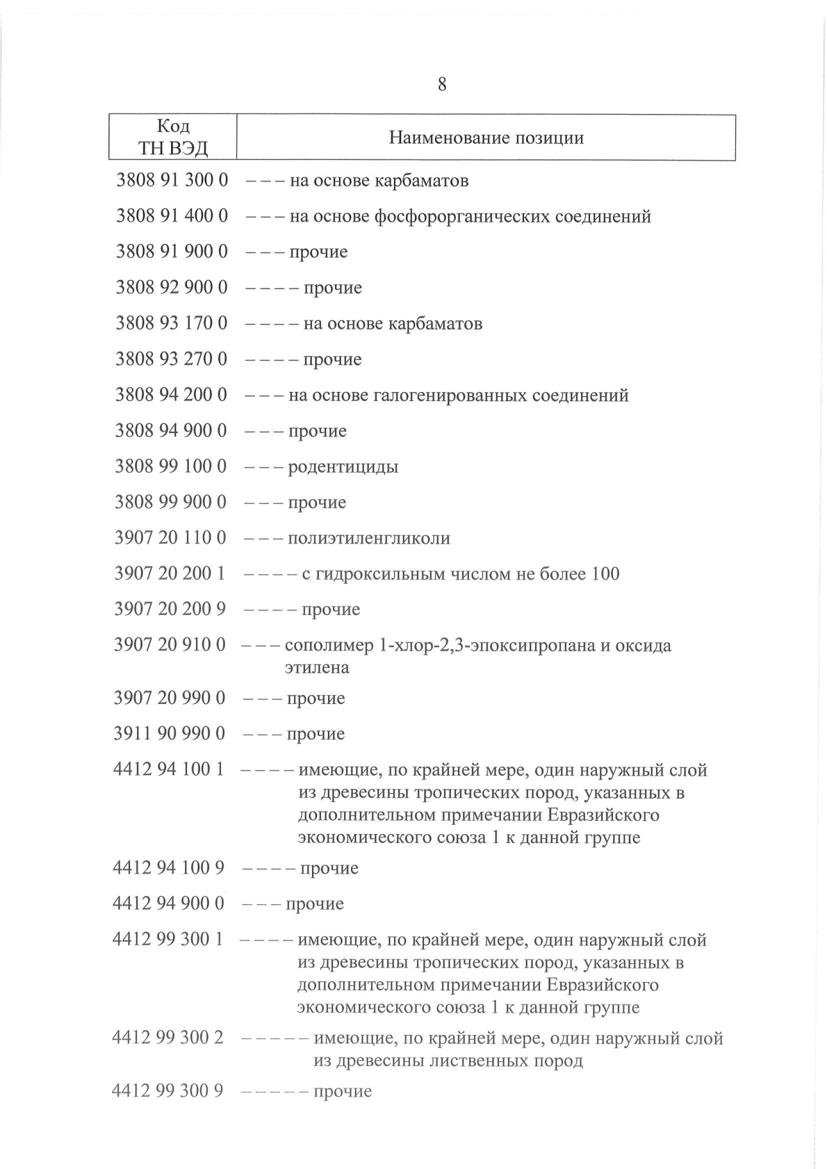 8
Код
ТН ВЭД
Наименование позиции
3808 91 300 0 – – – на основе карбаматов
3808 91 400 0 – – – на основе фосфорорганических соединений
3808 91 900 0 – – – прочие
3808 92 900 0 – – – – прочие
3808 93 170 0 – – – – на основе карбаматов
3808 93 270 0 – – – – прочие
3808 94 200 0 – – – на основе галогенированных соединений
3808 94 900 0 – – – прочие
3808 99 100 0 – – – родентициды
3808 99 900 0 – – – прочие
3907 20 110 0 – – – полиэтиленгликоли
3907 20 200 1 – – – – с гидроксильным числом не более 100
3907 20 200 9 – – – – прочие
3907 20 910 0 – – – сополимер 1-хлор-2,3-эпоксипропана и оксида
этилена
3907 20 990 0 – – – прочие
3911 90 990 0 – – – прочие
4412 94 100 1 – – – – имеющие, по крайней мере, один наружный слой
из древесины тропических пород, указанных в
дополнительном примечании Евразийского
экономического союза 1 к данной группе
4412 94 100 9 – – – – прочие
4412 94 900 0 – – – прочие
4412 99 300 1 – – – – имеющие, по крайней мере, один наружный слой
из древесины тропических пород, указанных в
дополнительном примечании Евразийского
экономического союза 1 к данной группе
4412 99 300 2 – – – – – имеющие, по крайней мере, один наружный слой
из древесины лиственных пород
4412 99 300 9 – – – – – прочие